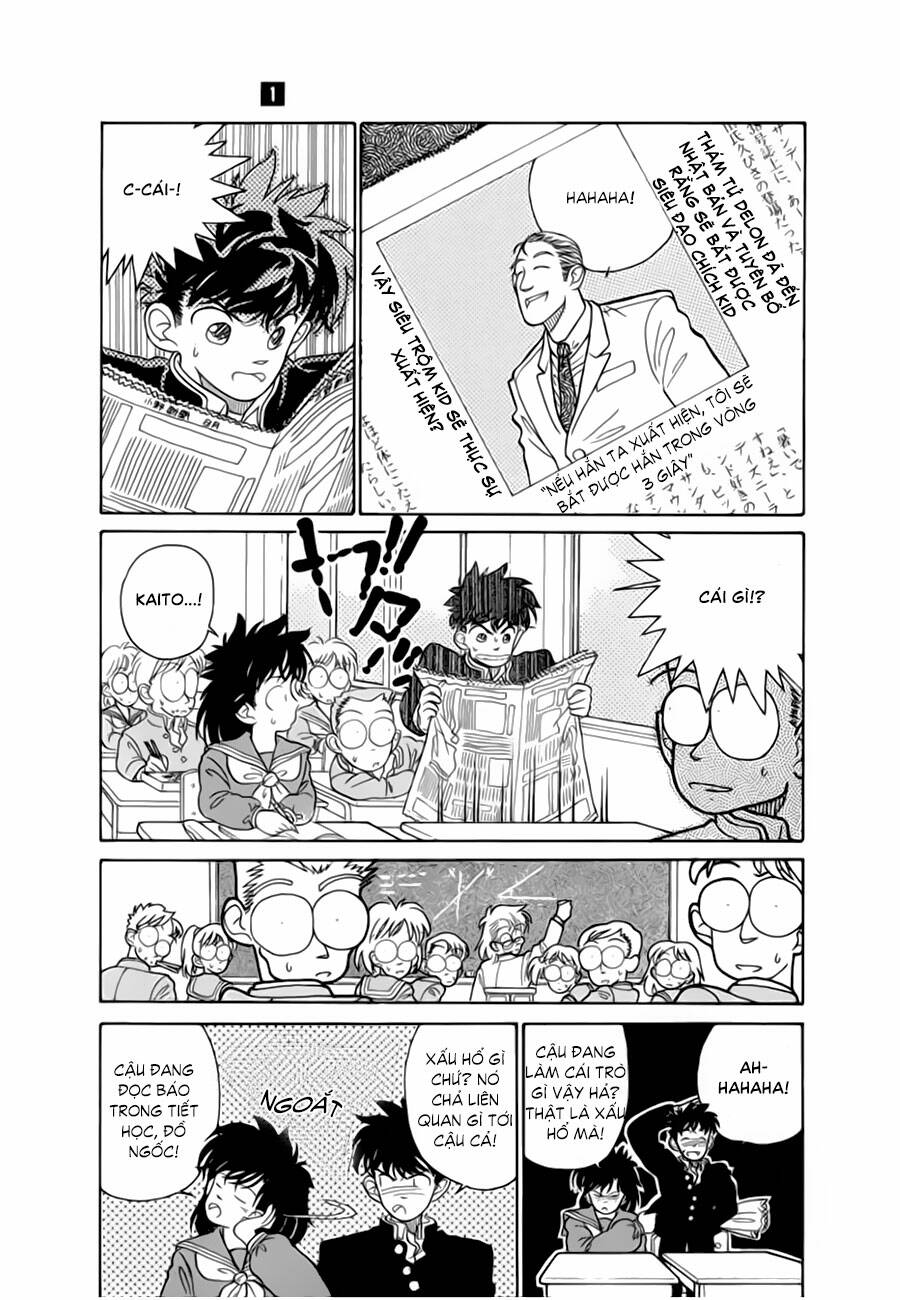 1
HAHAHA!
THÁM TỬ DELON ĐÃ ĐẾN
NHẬT BẢN VÀ TUYÊN BỐ
RẰNG SẼ BẮT ĐƯỢC
SIÊU ĐẠO CHÍCH KID
"NẾU HẮN TA XUẤT HIỆN, TÔI SẼ
BẮT ĐƯỢC HẮN TRONG VÒNG
3 GIÂY"
VẬY SIÊU TRỘM KID SẼ THỰC SỰ
XUẤT HIỆN?
C-CÁI-!
CÁI GÌ!?
KAITO...!
AH-
HAHAHA!
CẬU ĐANG
LÀM CÁI TRÒ
GÌ VẬY HẢ?
THẬT LÀ XẤU
HỔ MÀ!
XẤU HỔ GÌ
CHỨ? NÓ
CHẢ LIÊN
QUAN GÌ TỚI
CẬU CẢ!
NGOẮT
CẬU ĐANG
ĐỌC BÁO
TRONG TIẾT
HỌC, ĐỒ
NGỐC!